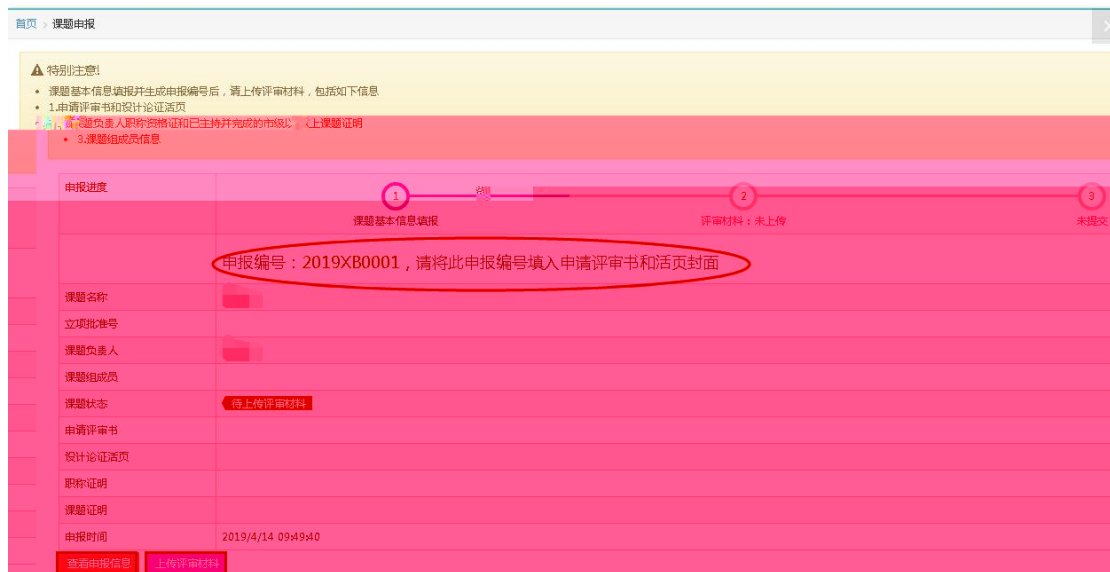 首页 > 课题申报
特别注意!
• 课题基本信息填报并生成申报编号后，请上传评审材料，包括如下信息
• 1.申请评审书和设计论证活页
题负责人职称资格证和已主持并完成的市级以 上课题证明
• 3.课题组成员信息
申报进度
1
2
3
课题基本信息填报
评审材料：未上传
未提交
申报编号：2019XB0001，请将此申报编号填入申请评审书和活页封面
课题名称
立项批准号
课题负责人
课题组成员
课题状态
待上传评审材料
申请评审书
设计论证活页
职称证明
课题证明
申报时间
2019/4/14 09:49:40
查看申报信息
上传评审材料